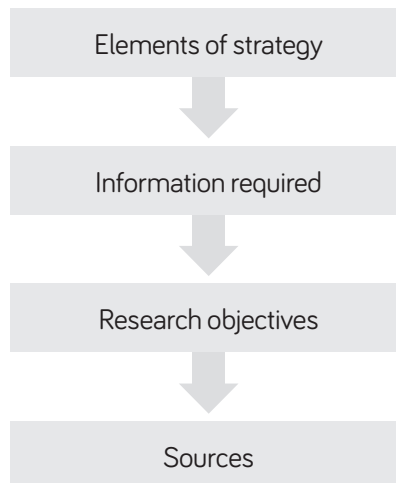 Elements of strategy
Information required
Research objectives
Sources